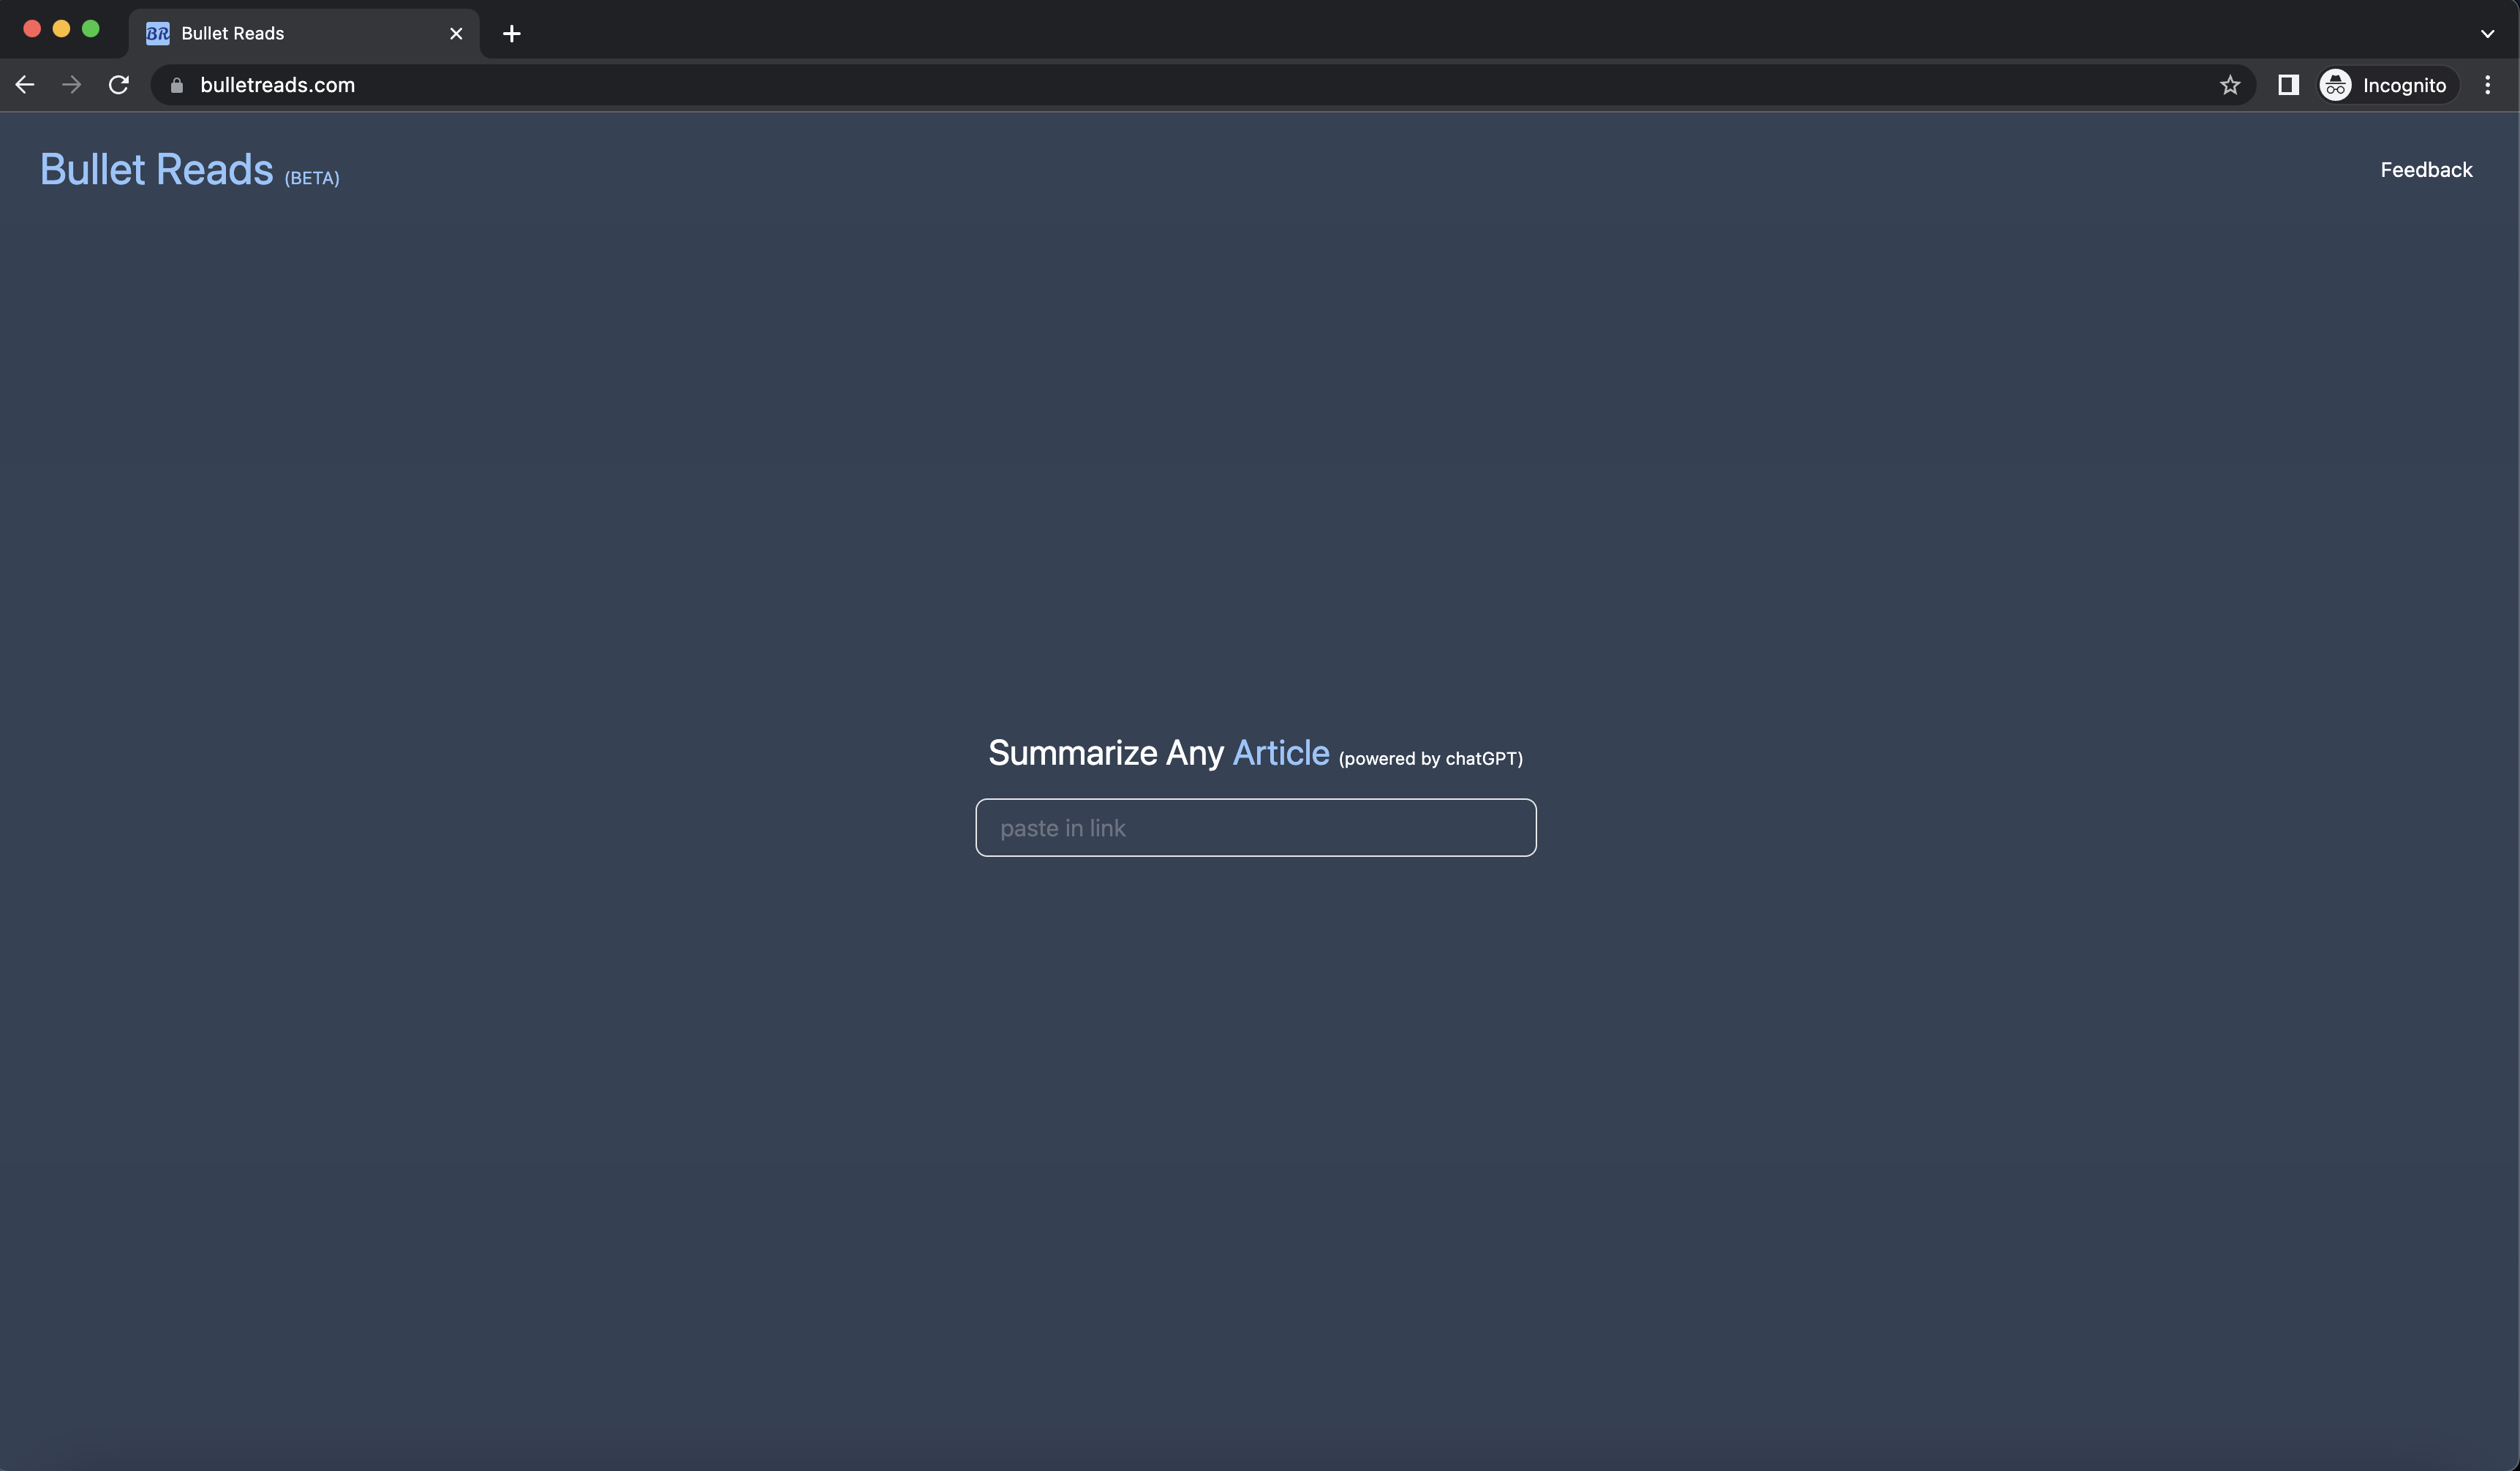 BR Bullet Reads
bulletreads.com
Incognito
Bullet Reads (BETA)
Feedback
Summarize Any Article (powered by chatGPT)
paste in link